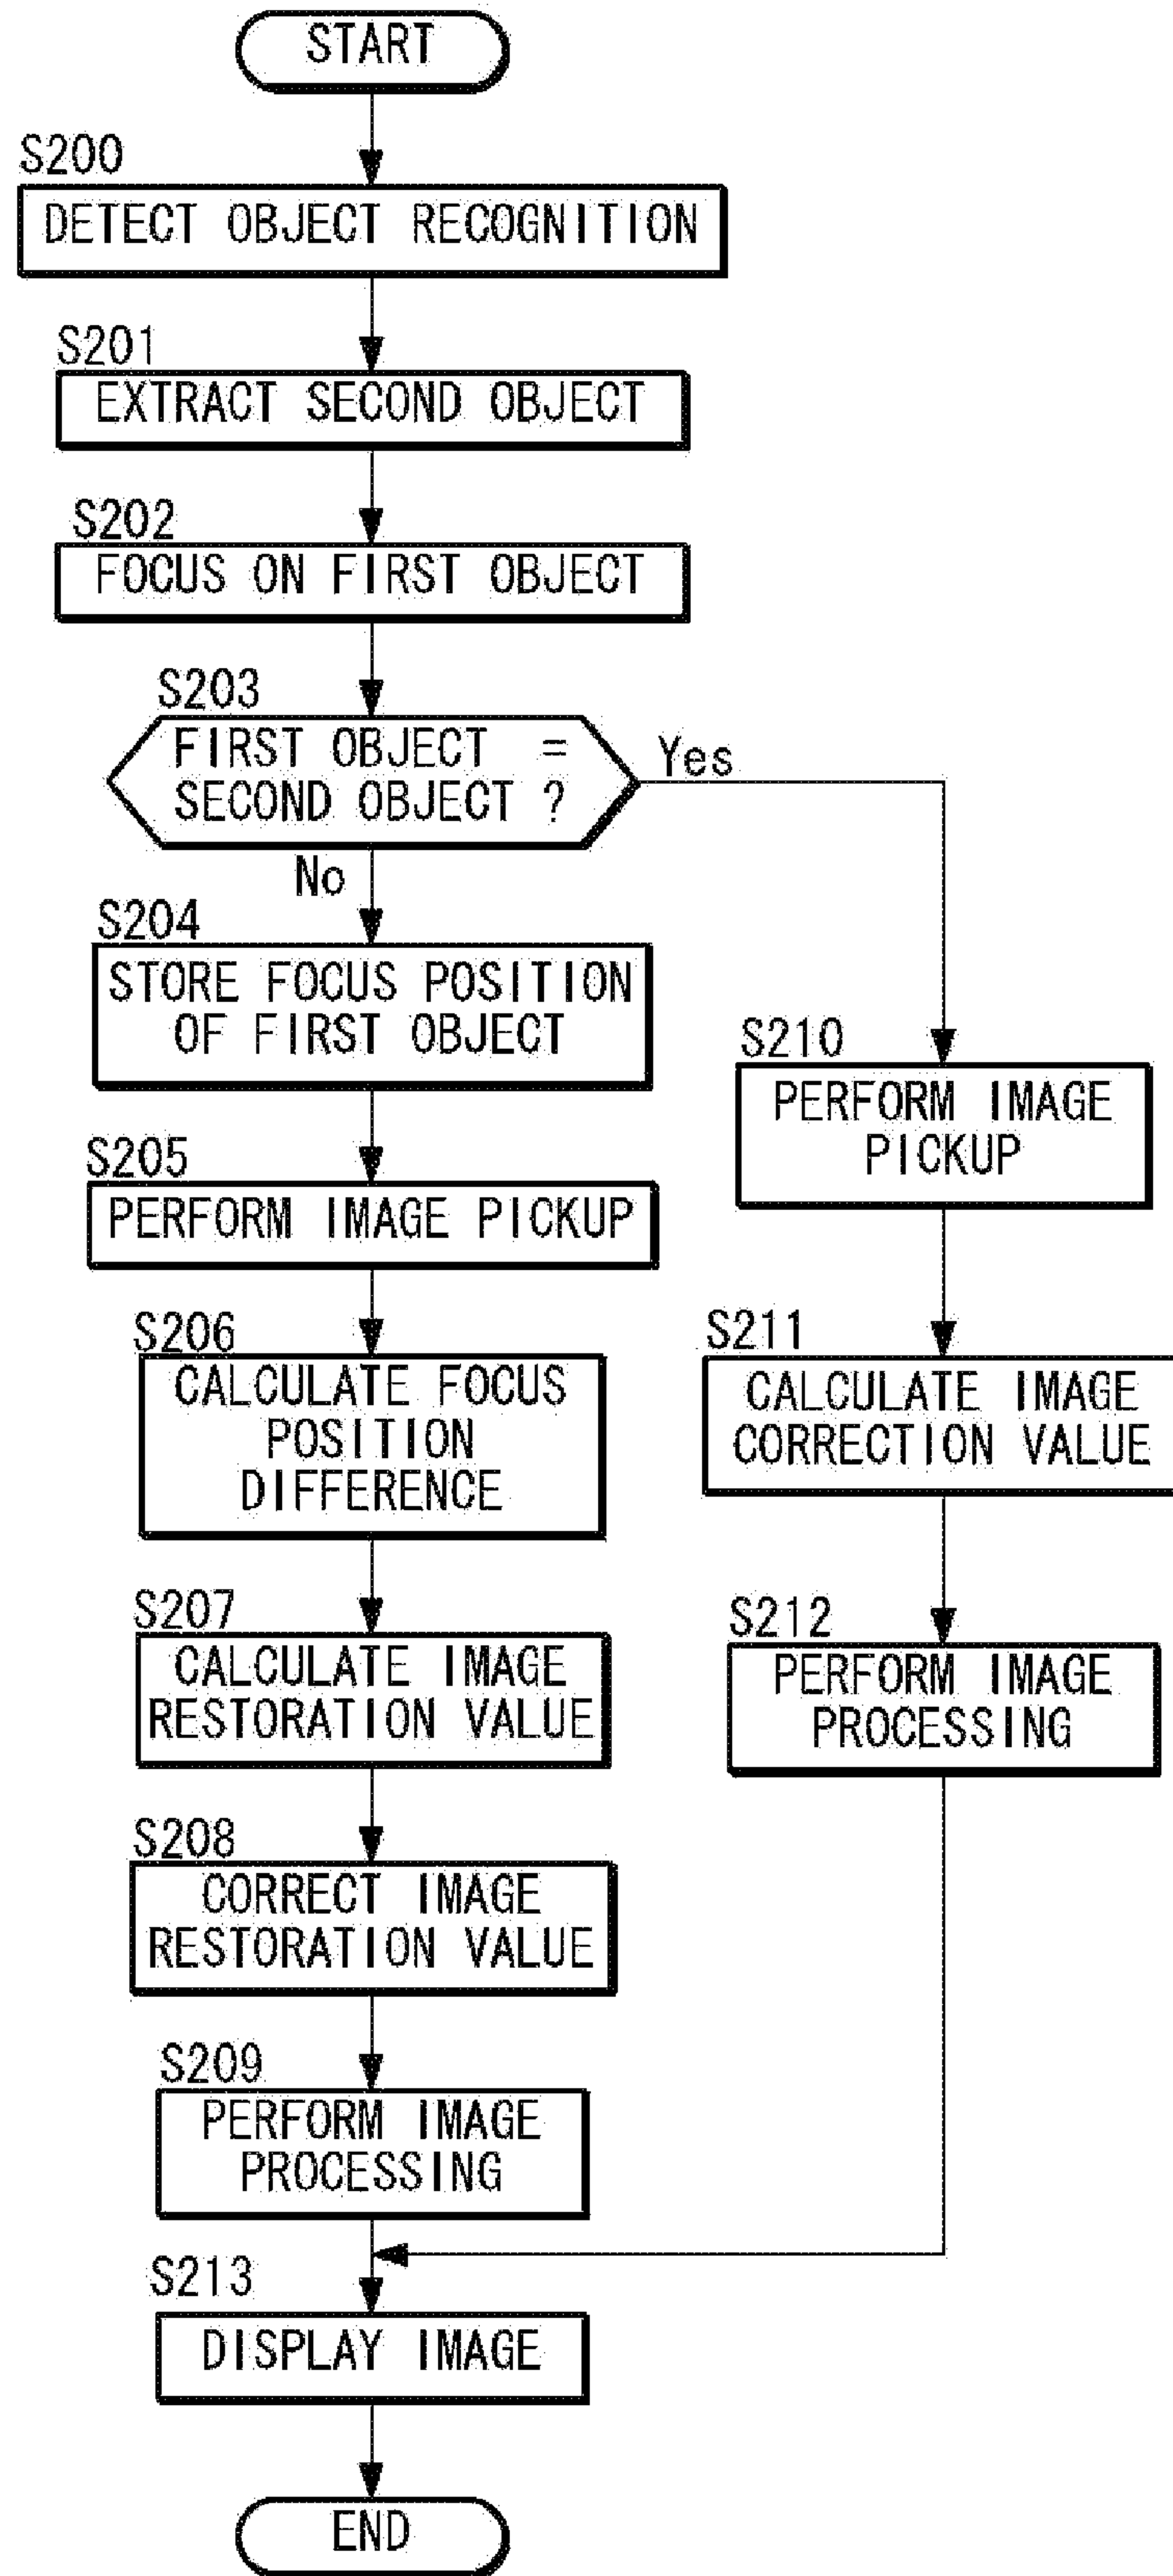 START
S200
DETECT OBJECT RECOGNITION
S201
EXTRACT SECOND OBJECT
S202
FOCUS ON FIRST OBJECT
S203
FIRST OBJECT =
SECOND OBJECT ?
Yes
No
S204
STORE FOCUS POSITION
OF FIRST OBJECT
S205
PERFORM IMAGE PICKUP
S206
CALCULATE FOCUS
POSITION
DIFFERENCE
S207
CALCULATE IMAGE
RESTORATION VALUE
S208
CORRECT IMAGE
RESTORATION VALUE
S209
PERFORM IMAGE
PROCESSING
S210
PERFORM IMAGE
PICKUP
S211
CALCULATE IMAGE
CORRECTION VALUE
S212
PERFORM IMAGE
PROCESSING
S213
DISPLAY IMAGE
END